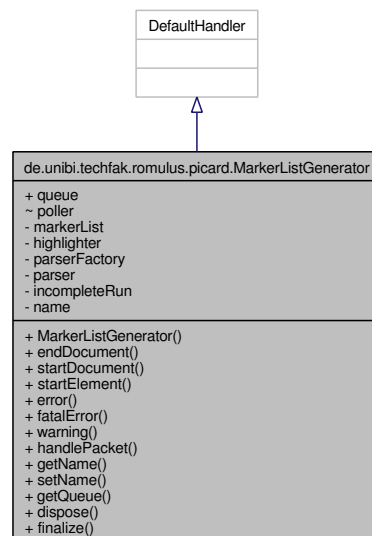 DefaultHandler
de.unibi.techfak.romulus.picard.MarkerListGenerator
+ queue
~ poller
- markerList
- highlighter
- parserFactory
- parser
- incompleteRun
- name
+ MarkerListGenerator()
+ endDocument()
+ startDocument()
+ startElement()
+ error()
+ fatalError()
+ warning()
+ handlePacket()
+ getName()
+ setName()
+ getQueue()
+ dispose()
+ finalize()